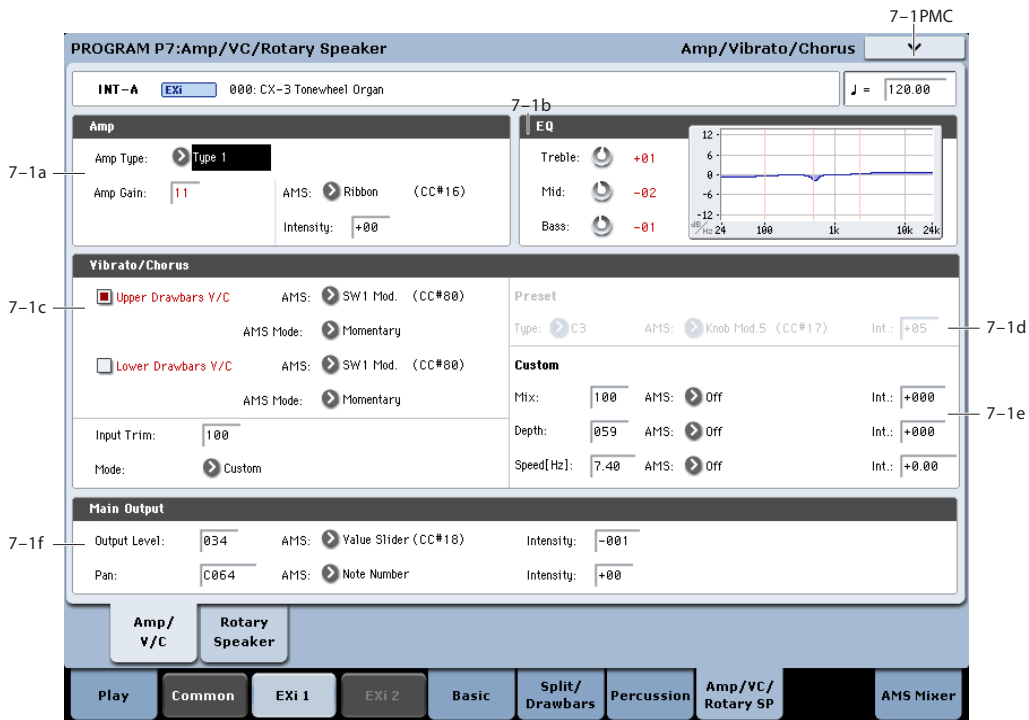 7-1PMC
PROGRAM P7:Amp/VC/Rotary Speaker Amp/Vibrato/Chorus
INT-A EXi 000: CX-3 Tonewheel Organ ♩ = 120.00
7-1b
Amp
EQ
7-1a
Amp Type: Type 1
Amp Gain: 11 AMS: Ribbon (CC#16)
Intensity: +00
Treble: +01
Mid: -02
Bass: -01
12
6
0
-6
-12
dB/Hz 24 100 1k 10k 24k
Vibrato/Chorus
7-1c
Upper Drawbars V/C AMS: SW1 Mod. (CC#80)
AMS Mode: Momentary
Lower Drawbars V/C AMS: SW1 Mod. (CC#80)
AMS Mode: Momentary
Input Trim: 100
Mode: Custom
Preset
Type: C3 AMS: Knob Mod.5 (CC#17) Int.: +05
7-1d
Custom
Mix: 100 AMS: Off Int.: +000
7-1e
Depth: 059 AMS: Off Int.: +000
Speed[Hz]: 7.40 AMS: Off Int.: +0.00
Main Output
7-1f
Output Level: 034 AMS: Value Slider (CC#18) Intensity: -001
Pan: C064 AMS: Note Number Intensity: +00
Amp/
V/C
Rotary
Speaker
Play Common EXi 1 EXi 2 Basic Split/
Drawbars Percussion Amp/VC/
Rotary SP AMS Mixer